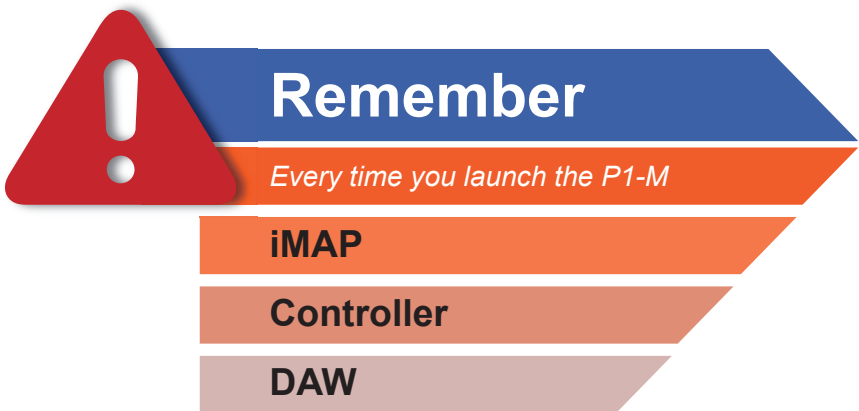 Remember
Every time you launch the P1-M
iMAP
Controller
DAW